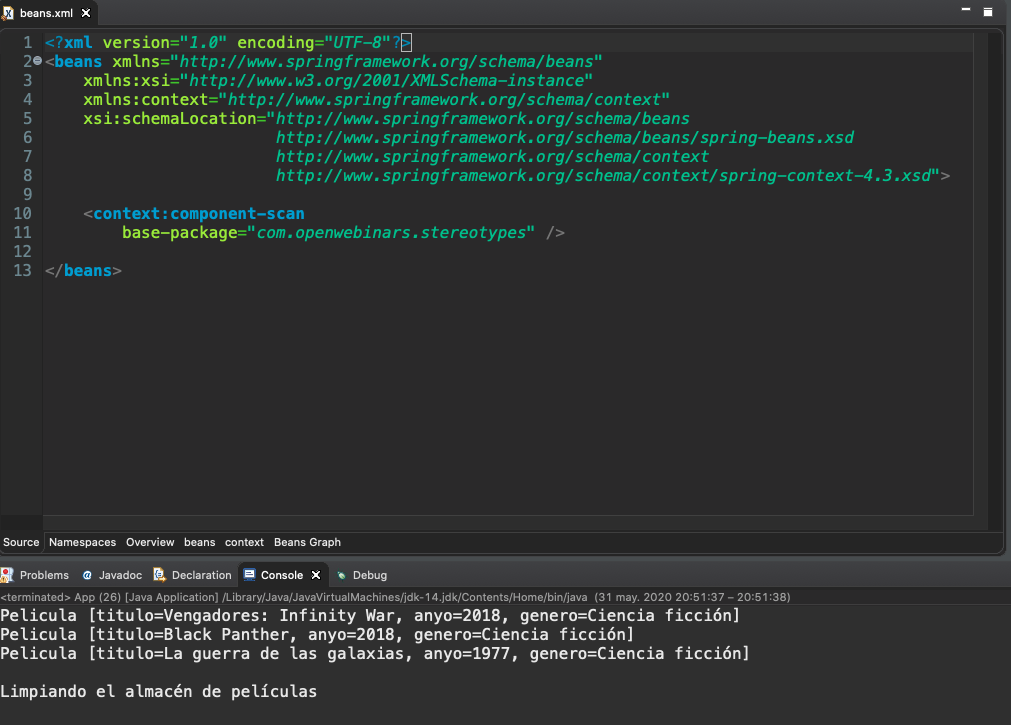 beans.xml
1 <?xml version="1.0" encoding="UTF-8"?>
2 <beans xmlns="http://www.springframework.org/schema/beans"
3     xmlns:xsi="http://www.w3.org/2001/XMLSchema-instance"
4     xmlns:context="http://www.springframework.org/schema/context"
5     xsi:schemaLocation="http://www.springframework.org/schema/beans
6                         http://www.springframework.org/schema/beans/spring-beans.xsd
7                         http://www.springframework.org/schema/context
8                         http://www.springframework.org/schema/context/spring-context-4.3.xsd">
9
10     <context:component-scan
11         base-package="com.openwebinars.stereotypes" />
12
13 </beans>
Source Namespaces Overview beans context Beans Graph
Problems @ Javadoc Declaration Console Debug
<terminated> App (26) [Java Application] /Library/Java/JavaVirtualMachines/jdk-14.jdk/Contents/Home/bin/java (31 may. 2020 20:51:37 – 20:51:38)
Pelicula [titulo=Vengadores: Infinity War, anyo=2018, genero=Ciencia ficción]
Pelicula [titulo=Black Panther, anyo=2018, genero=Ciencia ficción]
Pelicula [titulo=La guerra de las galaxias, anyo=1977, genero=Ciencia ficción]
Limpiando el almacén de películas